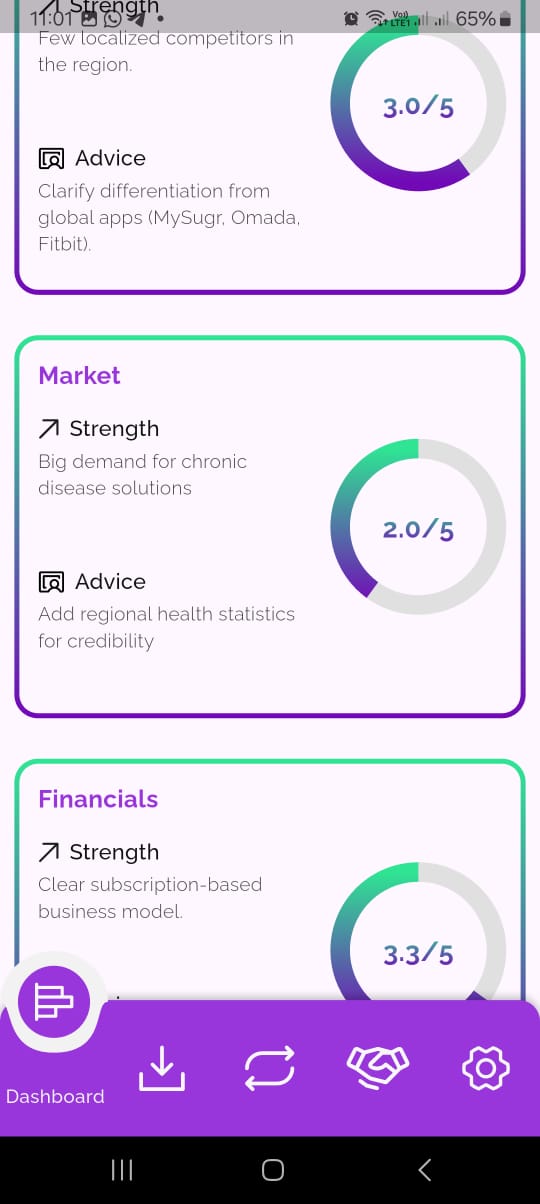 Strength
11:01 Vo) LTE1 65%
Few localized competitors in
the region.
3.0/5
Advice
Clarify differentiation from
global apps (MySugr, Omada,
Fitbit).
Market
Strength
Big demand for chronic
disease solutions
2.0/5
Advice
Add regional health statistics
for credibility
Financials
Strength
Clear subscription-based
business model.
3.3/5
Dashboard